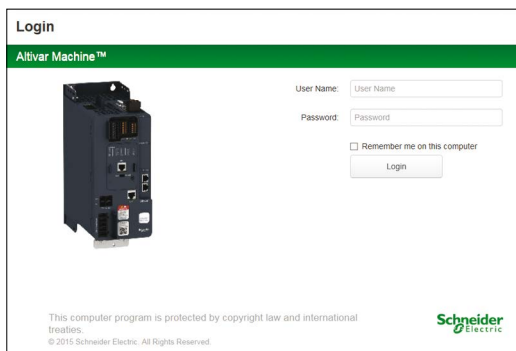 Login
Altivar Machine™
User Name:
User Name
Password:
Password
Remember me on this computer
Login
This computer program is protected by copyright law and international
treaties.
© 2015 Schneider Electric. All Rights Reserved.
Schneider
Electric